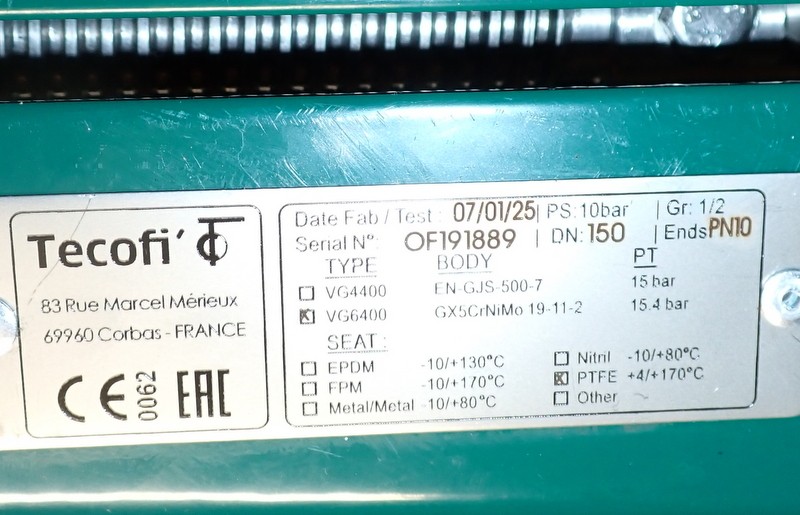 Tecofi'
83 Rue Marcel Mérieux
69960 Corbas - FRANCE
CE 0062 EAC
Date Fab / Test : 07/01/25 | PS: 10bar | Gr: 1/2
Serial N°: OF191889 | DN: 150 | Ends PN10
TYPE BODY PT
☐ VG4400 EN-GJS-500-7 15 bar
☒ VG6400 GX5CrNiMo 19-11-2 15.4 bar
SEAT :
☐ EPDM -10/+130°C ☐ Nitril -10/+80°C
☐ FPM -10/+170°C ☒ PTFE +4/+170°C
☐ Metal/Metal -10/+80°C ☐ Other ~